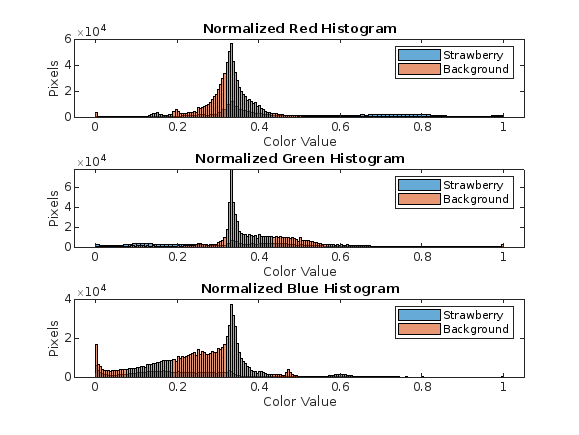 Normalized Red Histogram
×10^4
6
4
2
0
Pixels
Strawberry
Background
0 0.2 0.4 0.6 0.8 1
Color Value
Normalized Green Histogram
×10^4
6
4
2
0
Pixels
Strawberry
Background
0 0.2 0.4 0.6 0.8 1
Color Value
Normalized Blue Histogram
×10^4
4
2
0
Pixels
Strawberry
Background
0 0.2 0.4 0.6 0.8 1
Color Value